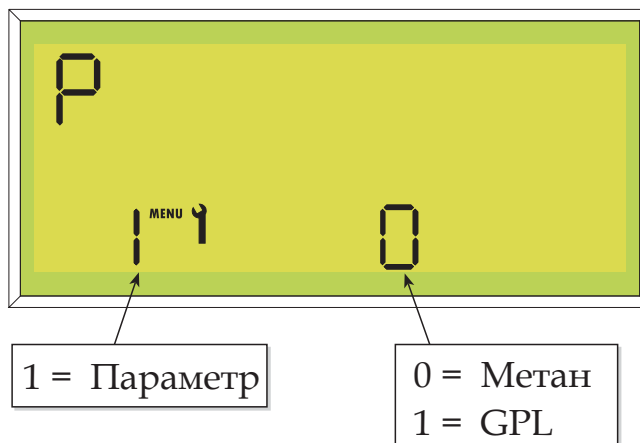 P
1 MENU 0
1 = Параметр
0 = Метан
1 = GPL